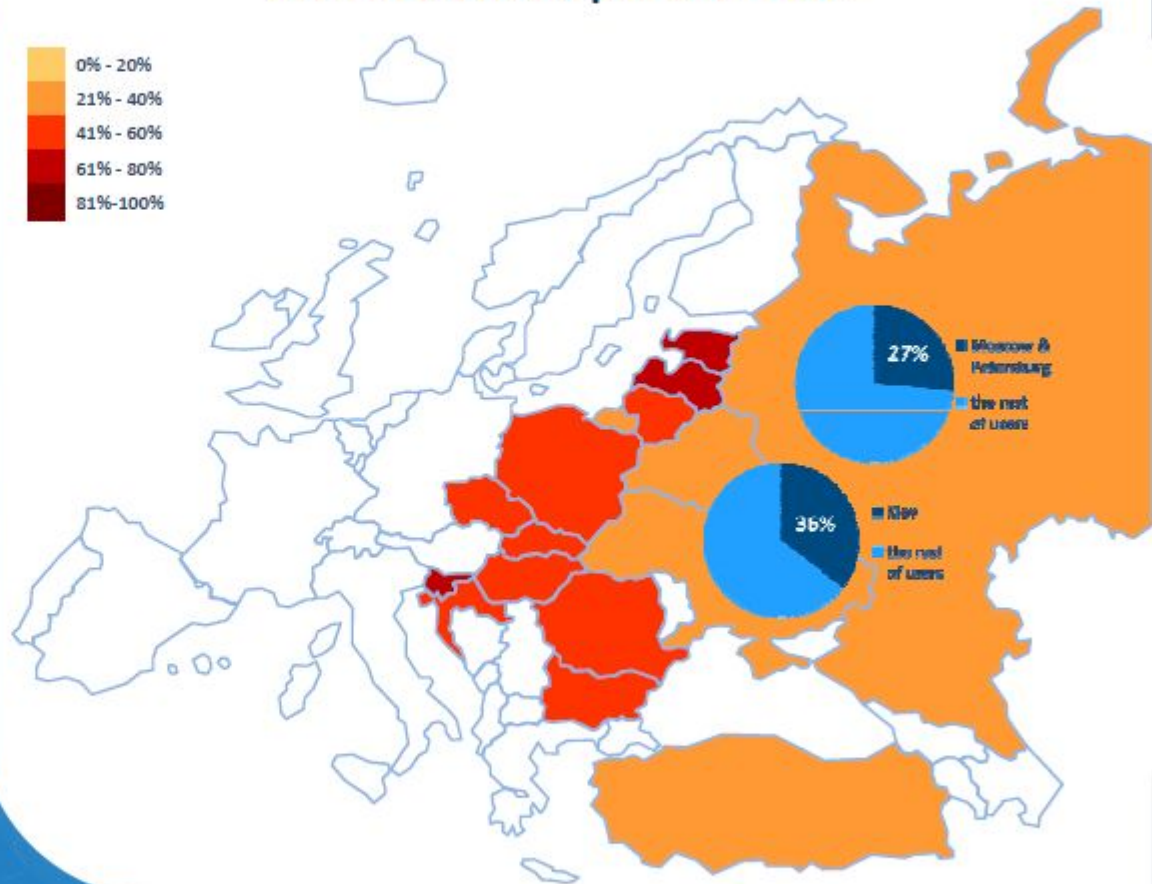 0% - 20%
21% - 40%
41% - 60%
61% - 80%
81%-100%
27%
Moscow &
Petersburg
the rest
of users
36%
Kiev
the rest
of users